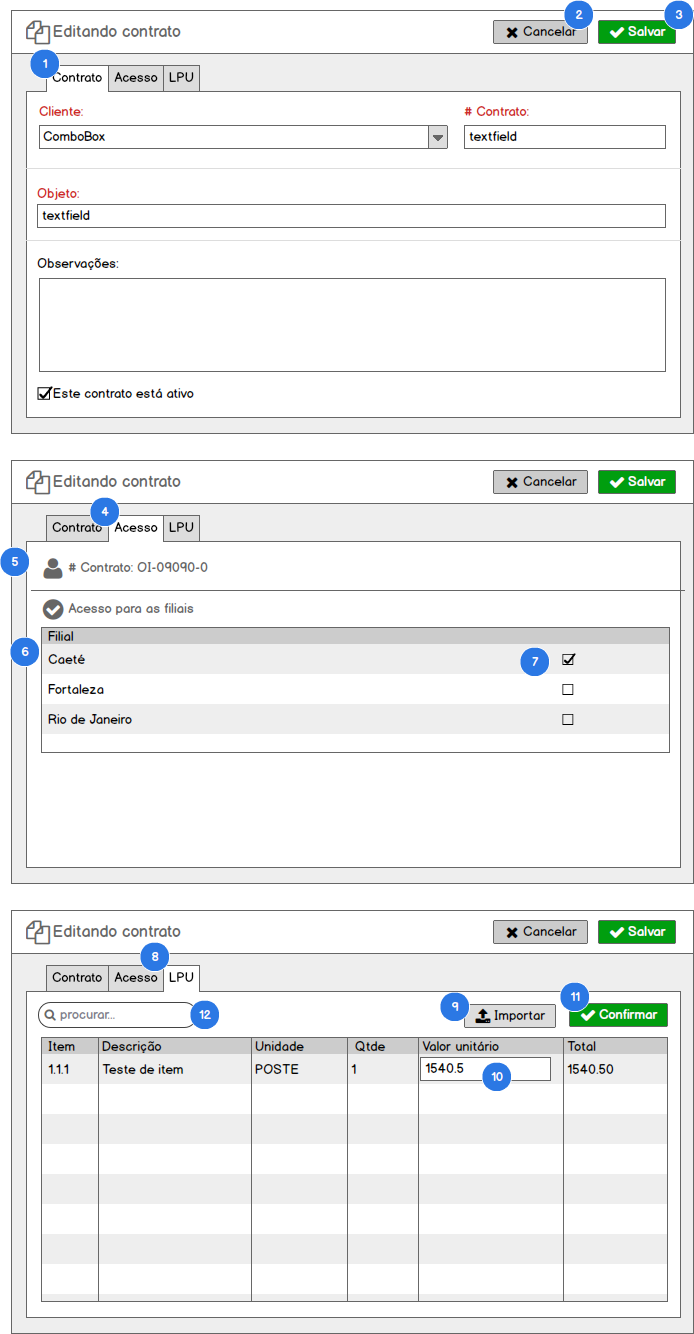 Editando contrato
2
Cancelar
3
Salvar
1
Contrato Acesso LPU
Cliente: # Contrato:
ComboBox textfield
Objeto:
textfield
Observações:
Este contrato está ativo
Editando contrato Cancelar Salvar
4
Contrato Acesso LPU
5
# Contrato: OI-09090-0
Acesso para as filiais
Filial
6
Caeté 7
Fortaleza
Rio de Janeiro
Editando contrato Cancelar Salvar
8
Contrato Acesso LPU
procurar... 12 9 Importar 11 Confirmar
Item Descrição Unidade Qtde Valor unitário Total
1.1.1 Teste de item POSTE 1 1540.5 1540.50
10